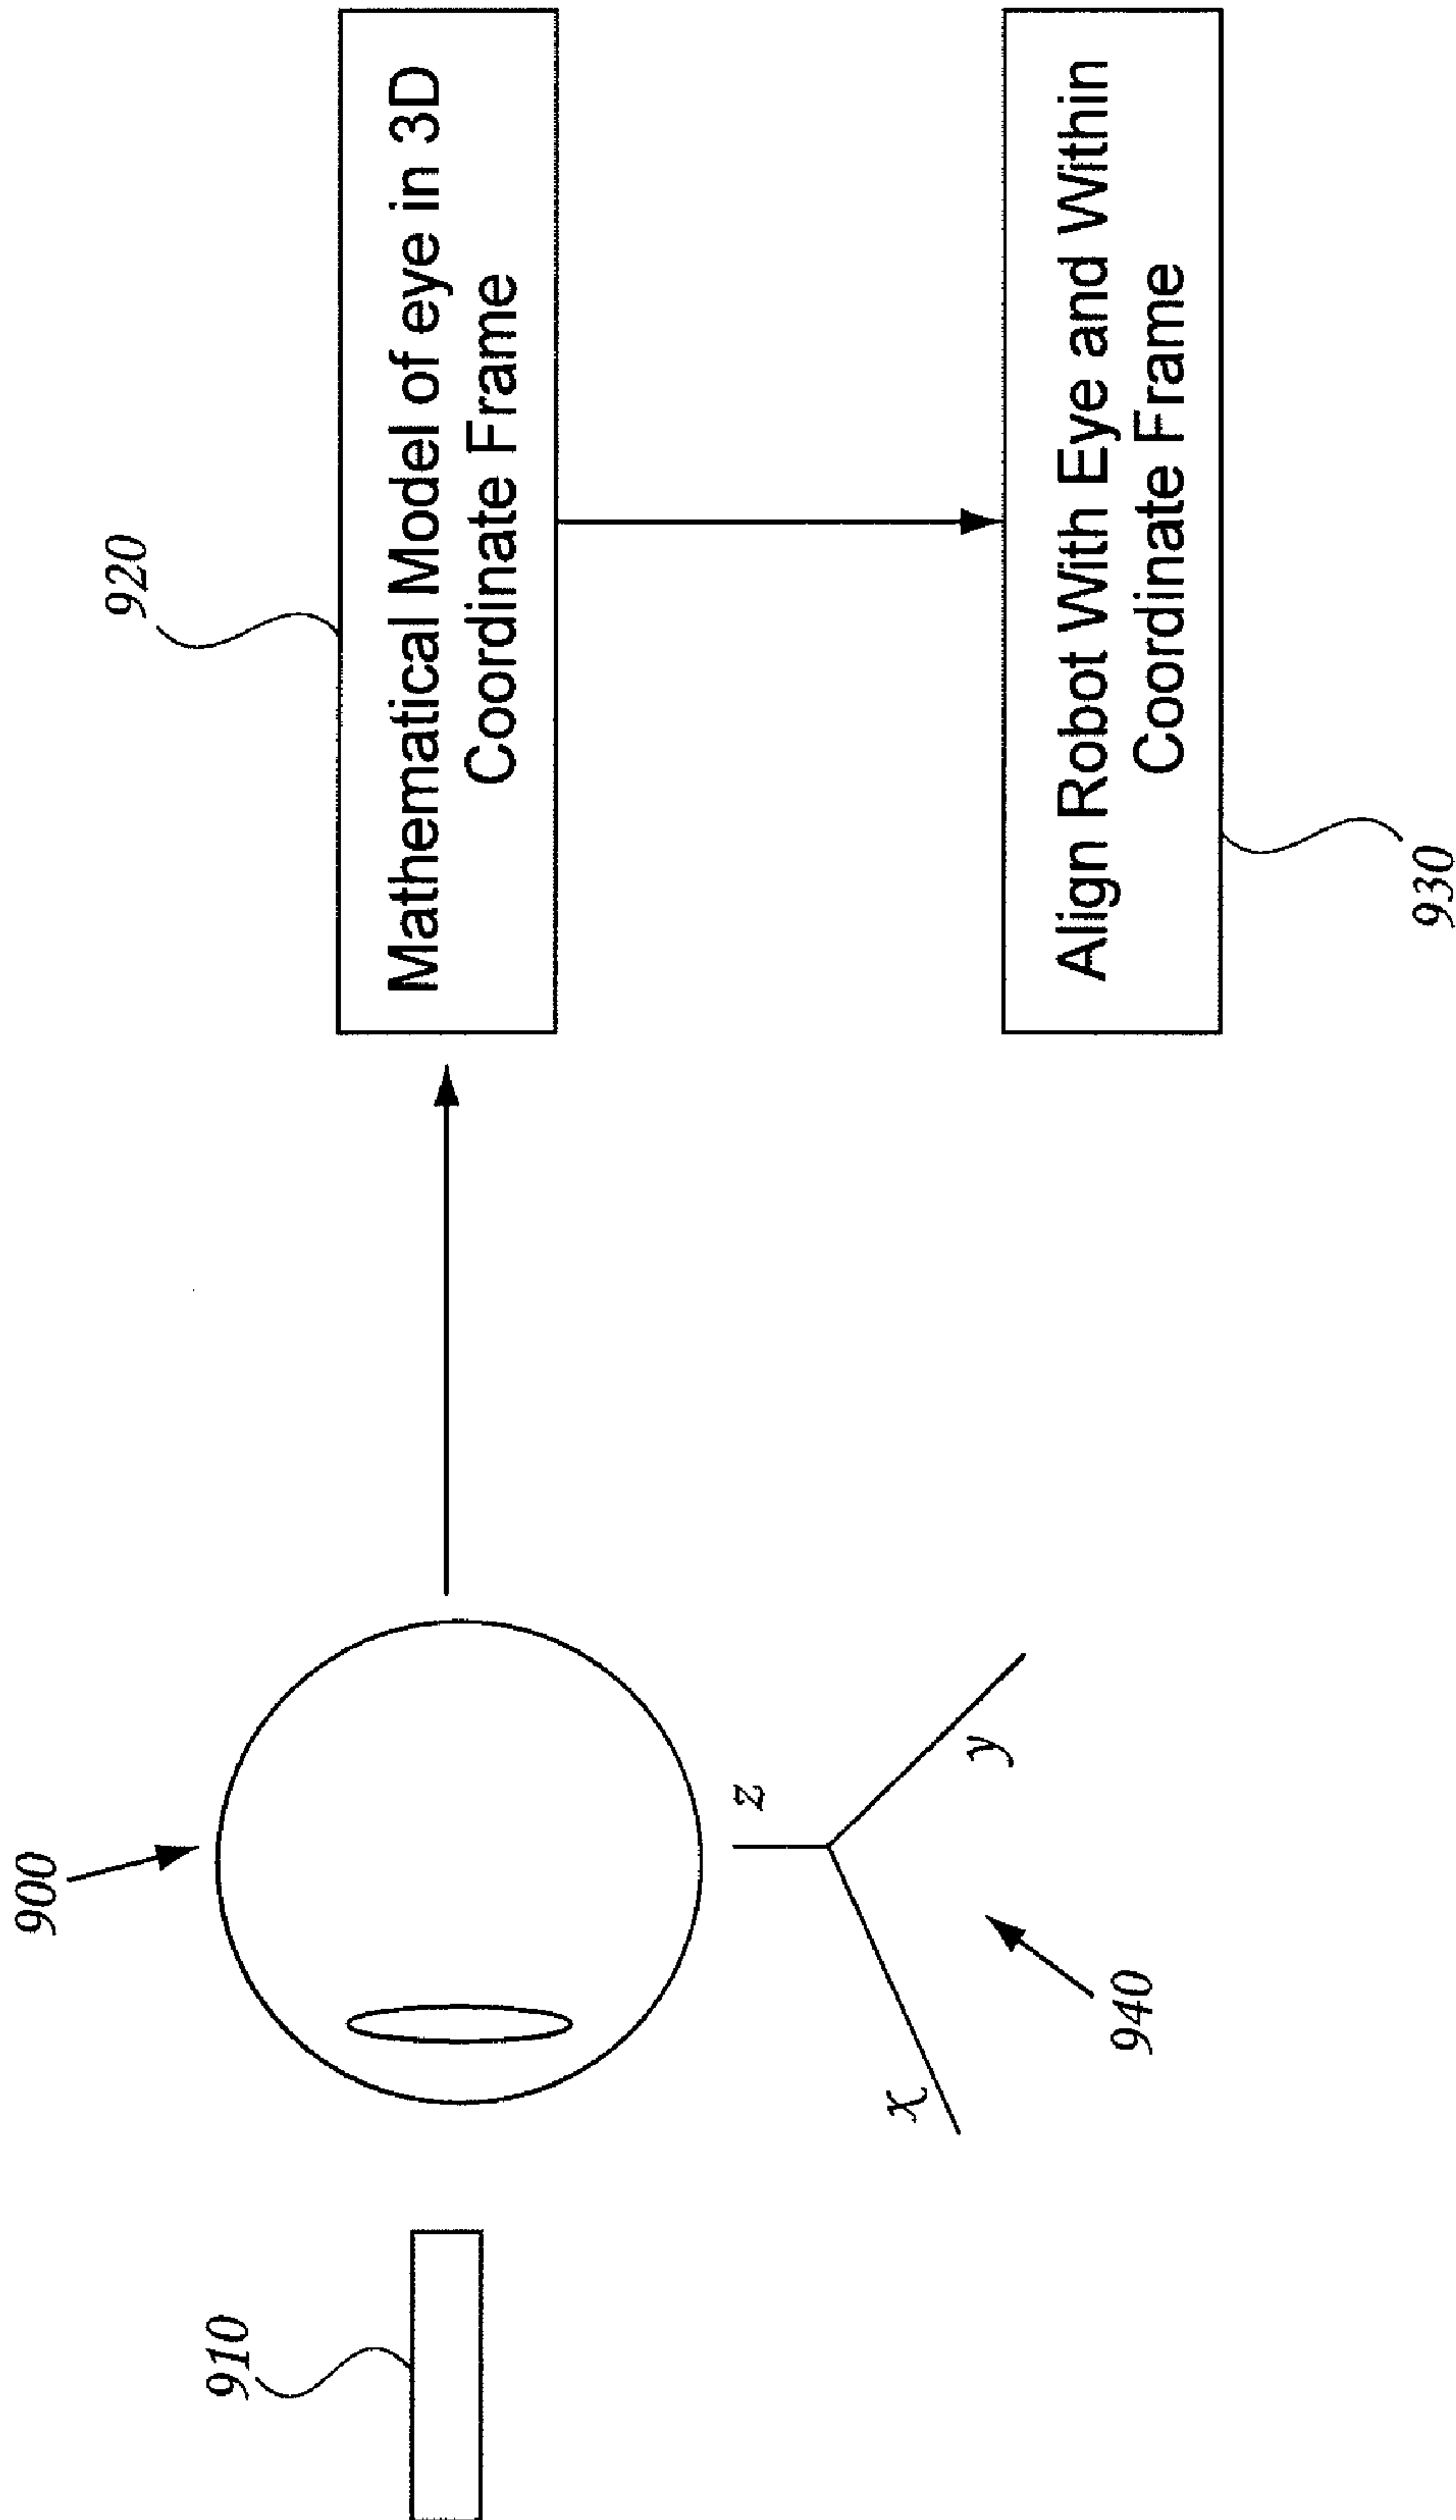 900
920
910
Mathematical Model of eye in 3D
Coordinate Frame
z
x
y
940
Align Robot With Eye and Within
Coordinate Frame
930